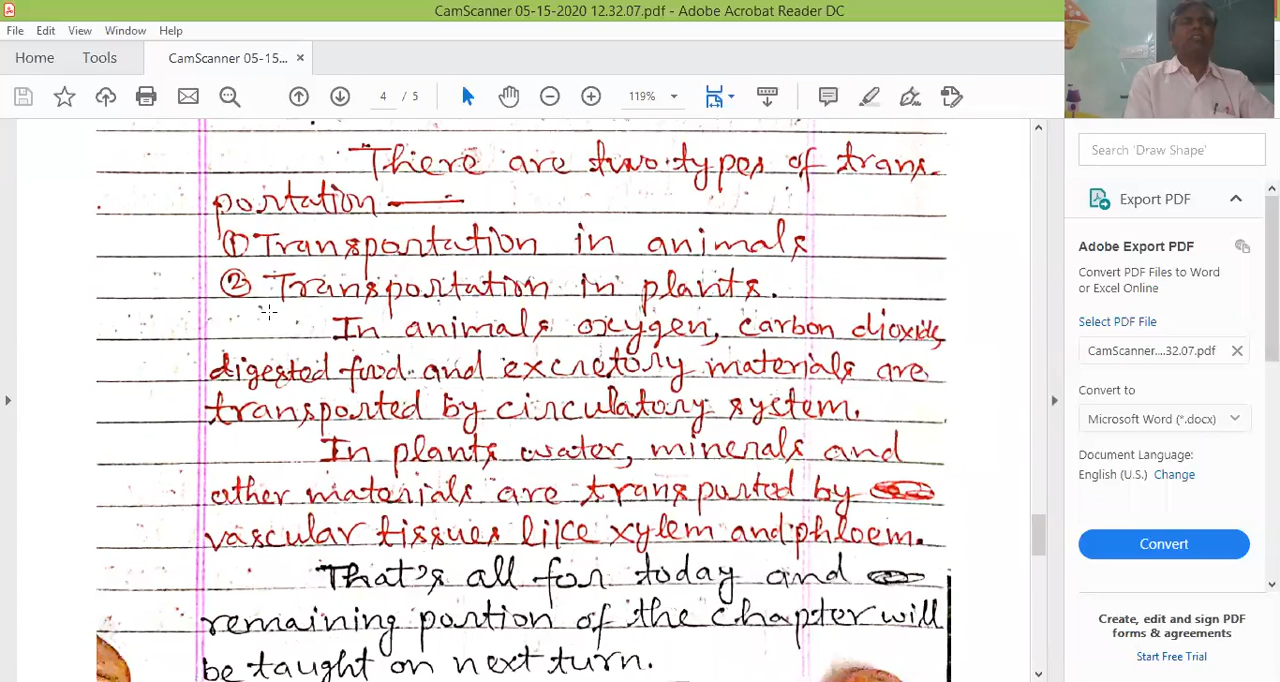 CamScanner 05-15-2020 12.32.07.pdf - Adobe Acrobat Reader DC
File Edit View Window Help
Home Tools CamScanner 05-15... ×
4 / 5 119%
Search 'Draw Shape'
There are two types of trans-
portation —
① Transportation in animals
② Transportation in plants.
In animals oxygen, carbon dioxide,
digested food and excretory materials are
transported by circulatory system.
In plants water, minerals and
other materials are transported by
vascular tissues like xylem and phloem.
That's all for today and
remaining portion of the chapter will
be taught on next turn.
Export PDF
Adobe Export PDF
Convert PDF Files to Word
or Excel Online
Select PDF File
CamScanner....32.07.pdf ×
Convert to
Microsoft Word (*.docx)
Document Language:
English (U.S.) Change
Convert
Create, edit and sign PDF
forms & agreements
Start Free Trial